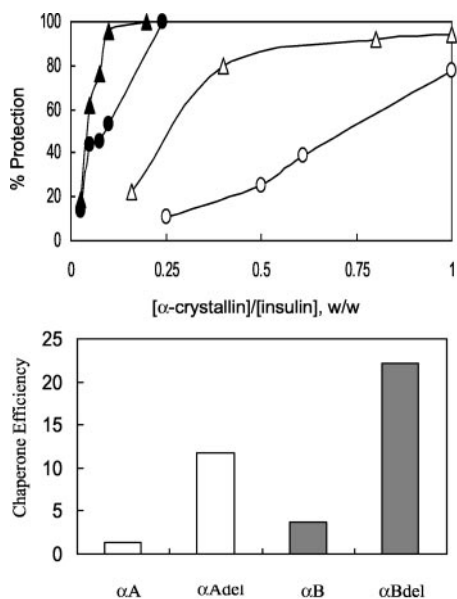 % Protection
100
80
60
40
20
0
0 0.25 0.5 0.75 1
[α-crystallin]/[insulin], w/w
Chaperone Efficiency
25
20
15
10
5
0
αA αAdel αB αBdel